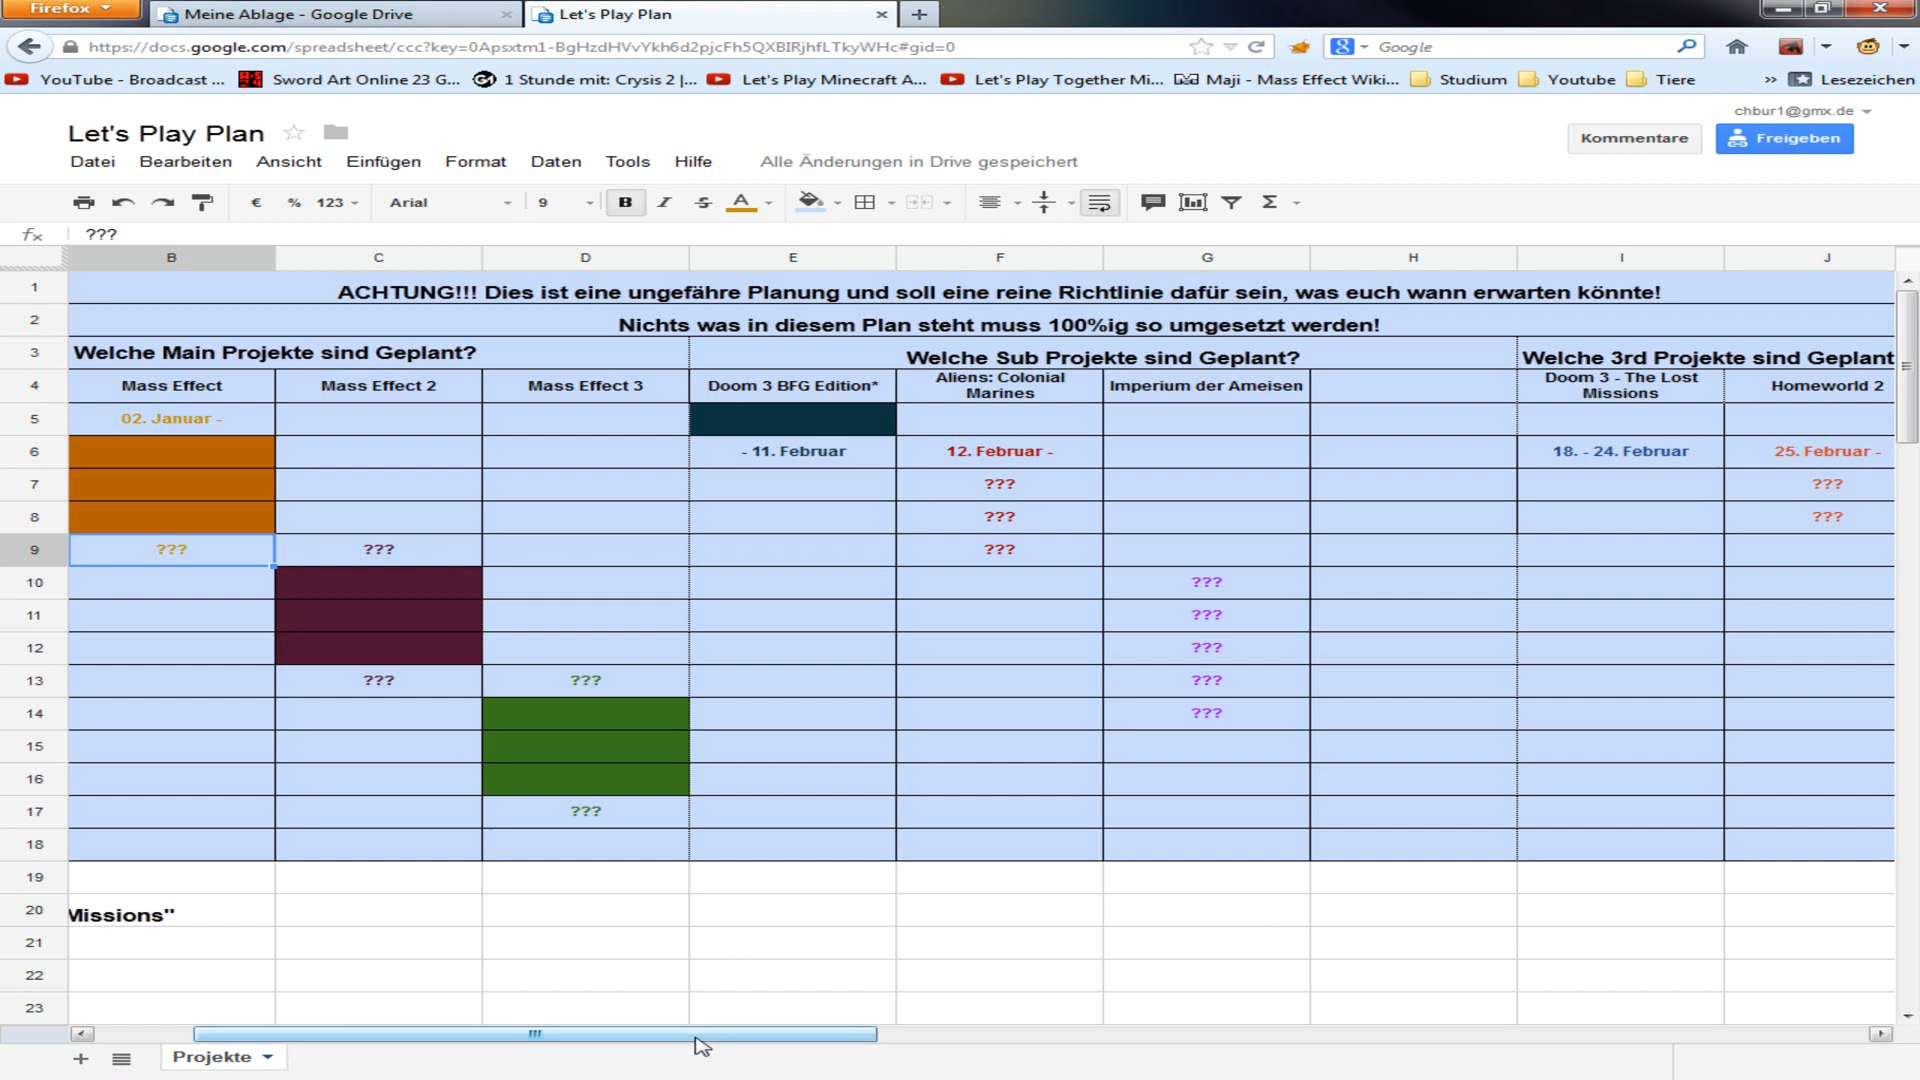 Firefox
Meine Ablage - Google Drive
Let's Play Plan
https://docs.google.com/spreadsheet/ccc?key=0Apsxtm1-BgHzdHVvYkh6d2pjcFh5QXBIRjhfLTkyWHc#gid=0
Google
YouTube - Broadcast ...
Sword Art Online 23 G...
1 Stunde mit: Crysis 2 |...
Let's Play Minecraft A...
Let's Play Together Mi...
Maji - Mass Effect Wiki...
Studium
Youtube
Tiere
Lesezeichen
chbur1@gmx.de
Let's Play Plan
Kommentare
Freigeben
Datei Bearbeiten Ansicht Einfügen Format Daten Tools Hilfe Alle Änderungen in Drive gespeichert
€ % 123 Arial 9 B I S A Σ
fx ???
B C D E F G H I J
1 ACHTUNG!!! Dies ist eine ungefähre Planung und soll eine reine Richtlinie dafür sein, was euch wann erwarten könnte!
2 Nichts was in diesem Plan steht muss 100%ig so umgesetzt werden!
3 Welche Main Projekte sind Geplant? Welche Sub Projekte sind Geplant? Welche 3rd Projekte sind Geplant
4 Mass Effect Mass Effect 2 Mass Effect 3 Doom 3 BFG Edition* Aliens: Colonial Marines Imperium der Ameisen Doom 3 - The Lost Missions Homeworld 2
5 02. Januar -
6 - 11. Februar 12. Februar - 18. - 24. Februar 25. Februar -
7 ??? ???
8 ??? ???
9 ??? ??? ???
10 ???
11 ???
12 ???
13 ??? ??? ???
14 ???
15
16
17 ???
18
19
20 Missions"
21
22
23
Projekte